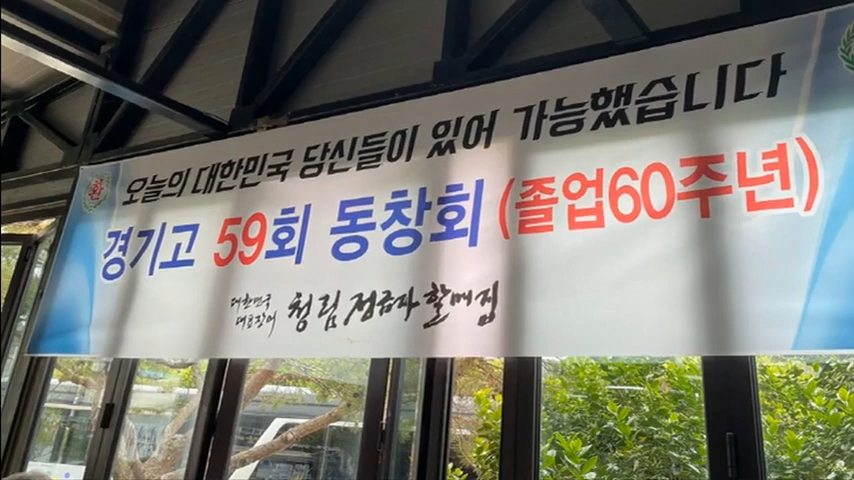 오늘의 대한민국 당신들이 있어 가능했습니다
경기고 59회 동창회 (졸업60주년)
대한민국
대표장어
청림 정금자 할매집